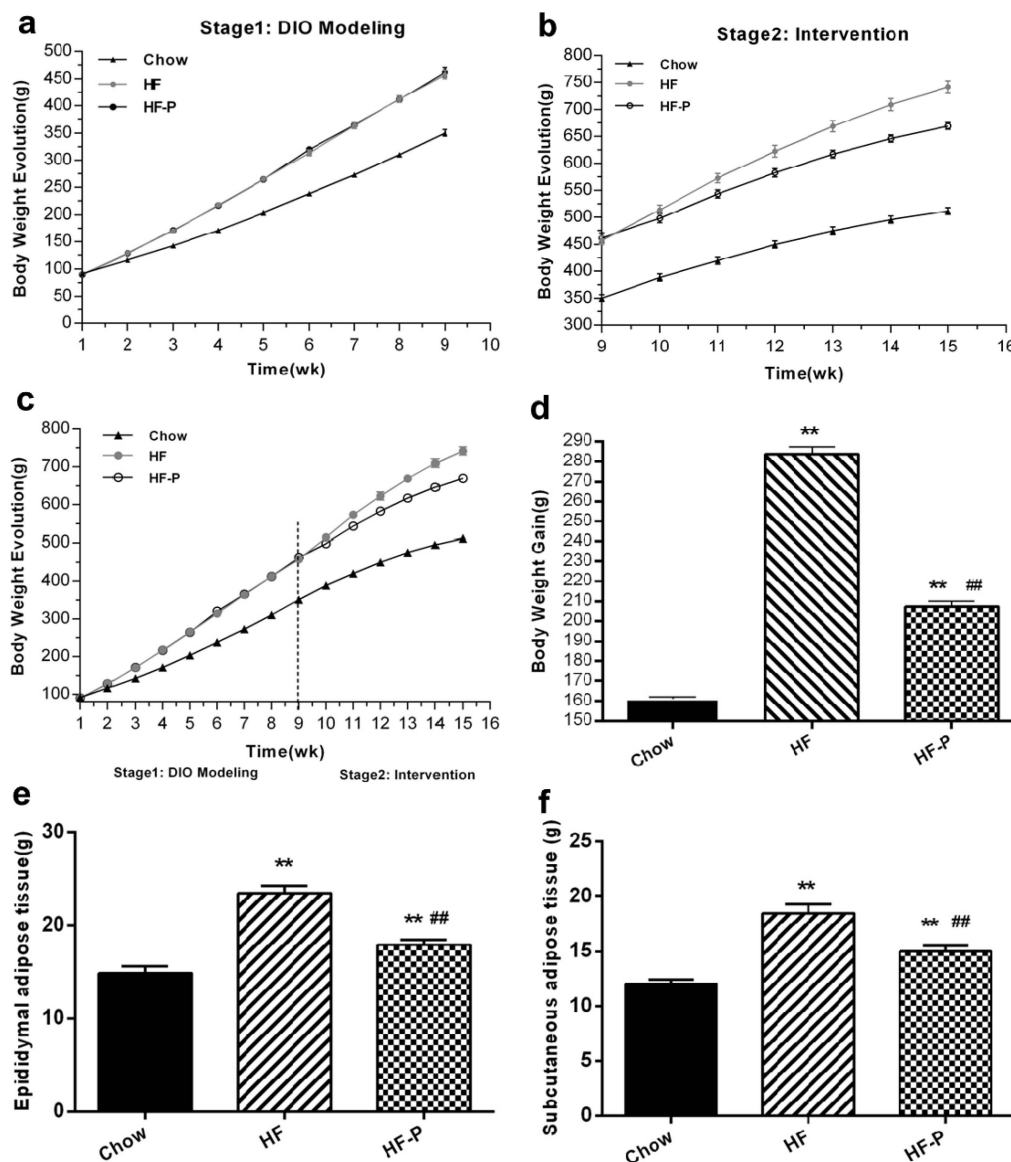 a
Stage1: DIO Modeling
Body Weight Evolution(g)
500
450
400
350
300
250
200
150
100
50
0
Chow
HF
HF-P
1 2 3 4 5 6 7 8 9 10
Time(wk)
b
Stage2: Intervention
Body Weight Evolution(g)
750
700
650
600
550
500
450
400
350
300
Chow
HF
HF-P
9 10 11 12 13 14 15 16
Time(wk)
c
Body Weight Evolution(g)
800
700
600
500
400
300
200
100
Chow
HF
HF-P
1 2 3 4 5 6 7 8 9 10 11 12 13 14 15 16
Time(wk)
Stage1: DIO Modeling Stage2: Intervention
d
Body Weight Gain(g)
290
280
270
260
250
240
230
220
210
200
190
180
170
160
150
**
** ##
Chow HF HF-P
e
Epididymal adipose tissue(g)
30
20
10
0
**
** ##
Chow HF HF-P
f
Subcutaneous adipose tissue (g)
25
20
15
10
5
0
**
** ##
Chow HF HF-P